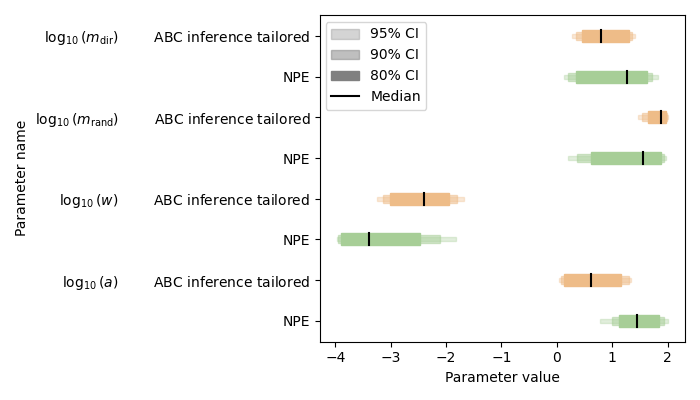 95% CI
90% CI
80% CI
Median
log₁₀(m_dir) ABC inference tailored
NPE
log₁₀(m_rand) ABC inference tailored
NPE
log₁₀(w) ABC inference tailored
NPE
log₁₀(a) ABC inference tailored
NPE
Parameter name
−4 −3 −2 −1 0 1 2
Parameter value